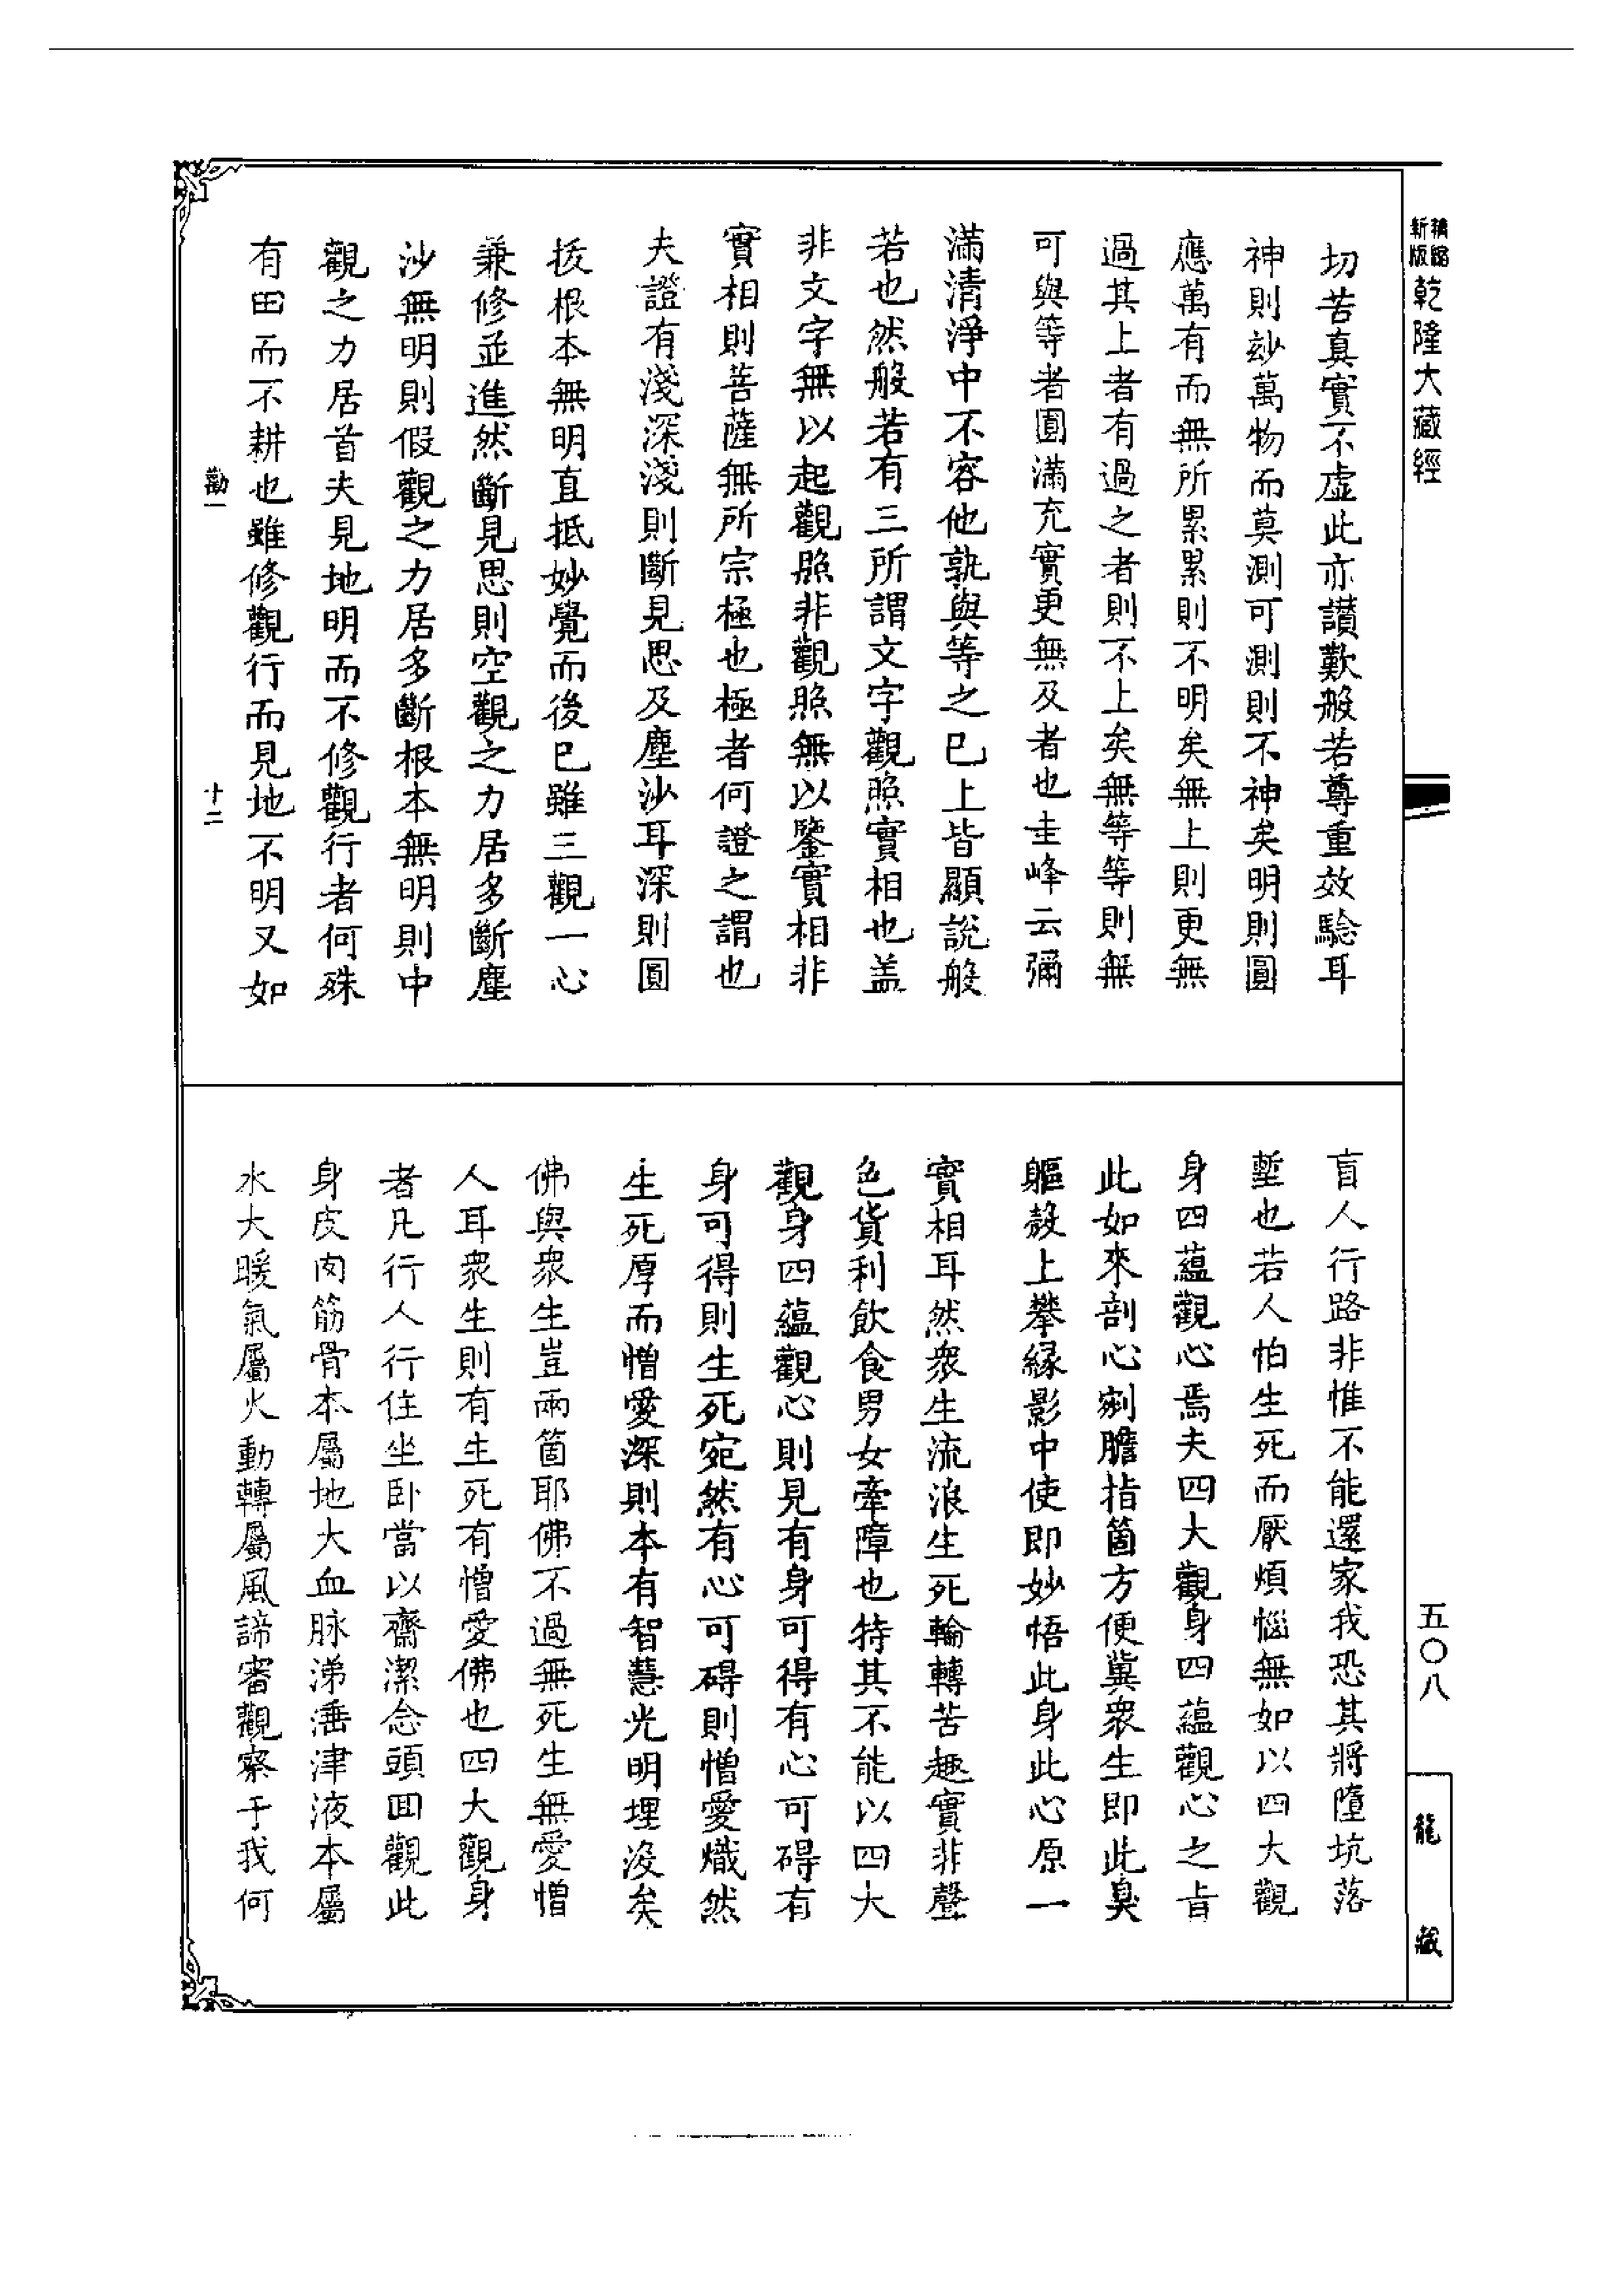 新版精縮
乾隆大藏經
五〇八
龍藏
切苦真實不虛此亦讃歎般若尊重效驗耳
神則玅萬物而莫測可測則不神矣明則圓
應萬有而無所累累則不明矣無上則更無
過其上者有過之者則不上矣無等等則無
可與等者圓滿充實更無及者也圭峰云彌
滿清淨中不容他孰與等之巳上皆顯說般
若也然般若有三所謂文字觀照實相也盖
非文字無以起觀照非觀照無以鑒實相非
實相則菩薩無所宗極也極者何證之謂也
夫證有淺深淺則斷見思及塵沙耳深則圓
拔根本無明直抵妙覺而後巳雖三觀一心
兼修並進然斷見思則空觀之力居多斷塵
沙無明則假觀之力居多斷根本無明則中
觀之力居首夫見地明而不修觀行者何殊
有田而不耕也雖修觀行而見地不明又如
勸一
十二
盲人行路非惟不能還家我恐其將墮坑落
塹也若人怕生死而厭煩惱無如以四大觀
身四蘊觀心焉夫四大觀身四蘊觀心之旨
此如來剖心剜膽指箇方便冀衆生即此臭
軀殼上攀緣影中使即妙悟此身此心原一
實相耳然衆生流浪生死輪轉苦趣實非聲
色貨利飲食男女牽障也特其不能以四大
觀身四蘊觀心則見有身可得有心可碍有
身可得則生死宛然有心可碍則憎愛熾然
生死厚而憎愛深則本有智慧光明埋沒矣
佛與衆生豈兩箇耶佛不過無死生無愛憎
人耳衆生則有生死有憎愛佛也四大觀身
者凡行人行住坐卧當以齋潔念頭囬觀此
身皮肉筋骨本屬地大血脉涕唾津液本屬
水大暖氣屬火動轉屬風諦審觀察于我何